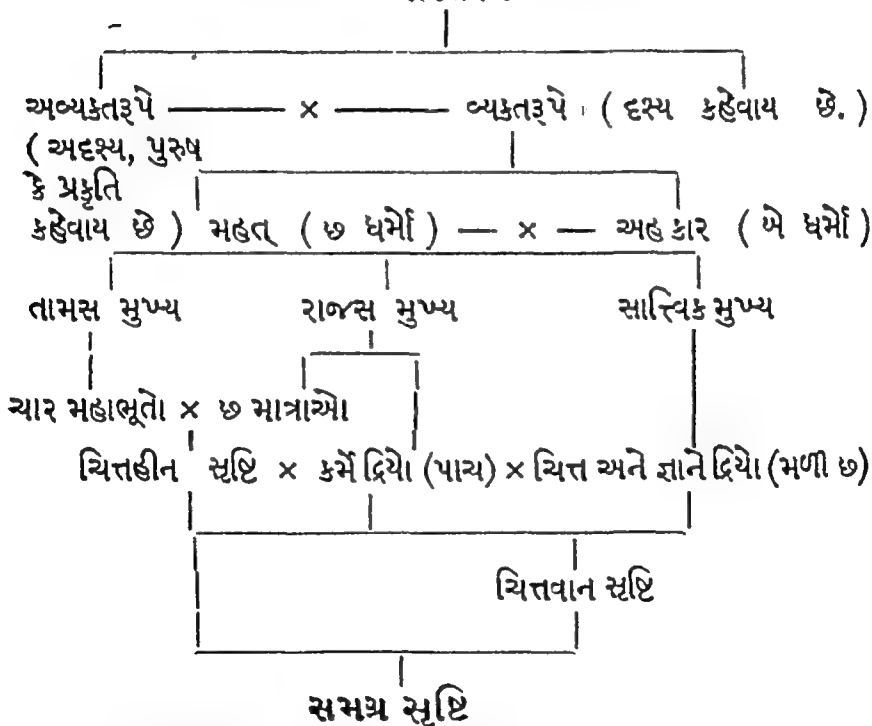 અવ્યક્તરૂપે ——— × ——— વ્યક્તરૂપે ( દૃશ્ય કહેવાય છે. )
( અદૃશ્ય, પુરુષ
કે પ્રકૃતિ
કહેવાય છે ) મહત્ ( છ ધર્મો ) — × — અહકાર ( બે ધર્મો )
તામસ મુખ્ય રાજસ મુખ્ય સાત્ત્વિક મુખ્ય
ચાર મહાભૂતો × છ માત્રાઓ
ચિત્તહીન સૃષ્ટિ × કર્મેદ્રિયો (પાચ) × ચિત્ત અને જ્ઞાનેદ્રિયો (મળી છ)
ચિત્તવાન સૃષ્ટિ
સમગ્ર સૃષ્ટિ